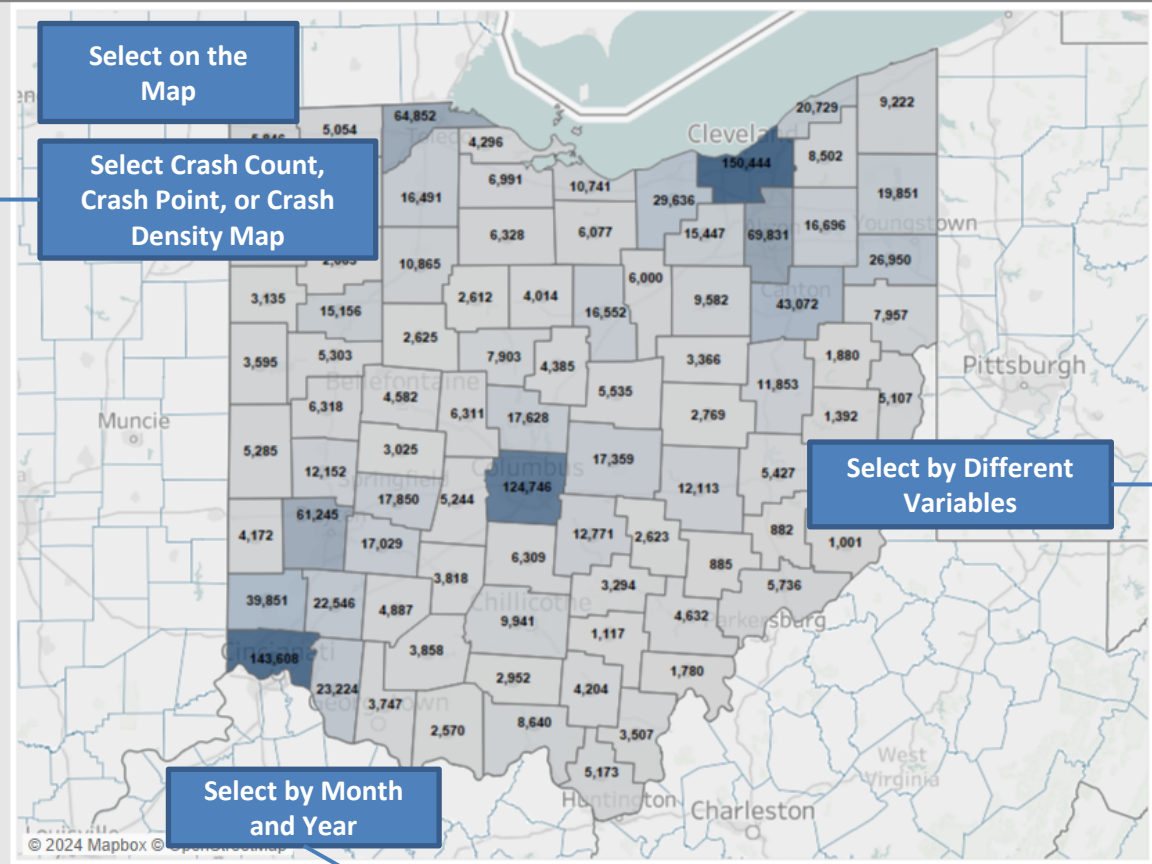 Select on the
Map
64,852
5,054
20,729
9,222
Toledo
4,296
Cleveland
150,444
8,502
Select Crash Count,
Crash Point, or Crash
Density Map
6,991
10,741
16,491
29,636
19,851
6,328
6,077
15,447
69,831
16,696
Youngstown
Akron
10,865
26,950
6,000
3,135
15,156
2,612
4,014
16,552
9,582
Canton
43,072
7,957
2,625
3,595
5,303
7,903
4,385
3,366
1,880
Pittsburgh
Bellefontaine
5,535
11,853
6,318
4,582
6,311
17,628
2,769
1,392
5,107
Muncie
5,285
3,025
12,152
Springfield
Columbus
17,359
5,427
Select by Different
Variables
17,850
5,244
124,746
12,113
61,245
4,172
17,029
12,771
2,623
882
1,001
6,309
885
3,818
3,294
5,736
39,851
22,546
4,887
Chillicothe
9,941
4,632
Parkersburg
1,117
Cincinnati
143,608
3,858
2,952
1,780
23,224
Georgetown
3,747
4,204
2,570
8,640
3,507
5,173
West
Virginia
Select by Month
and Year
Huntington
Charleston
Louisville
© 2024 Mapbox © OpenStreetMap